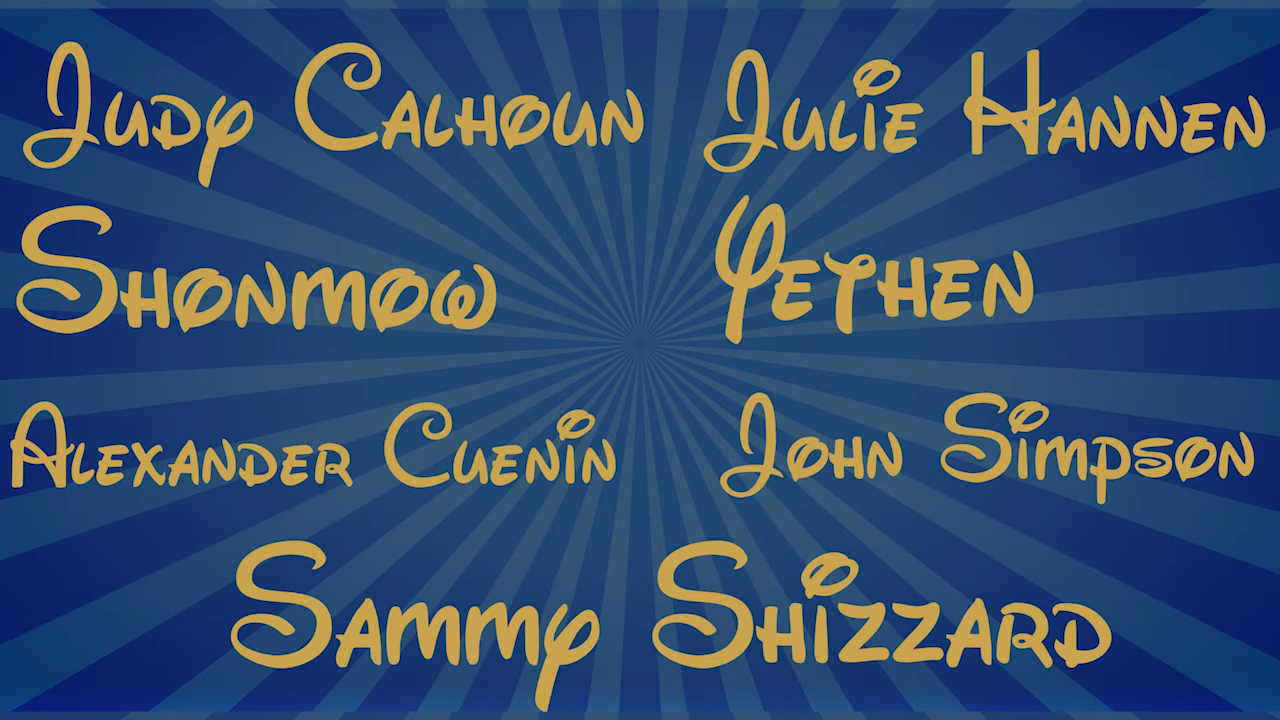 Judy Calhoun
Julie Hannen
Shonmow
Yethen
Alexander Cuenin
John Simpson
Sammy Shizzard